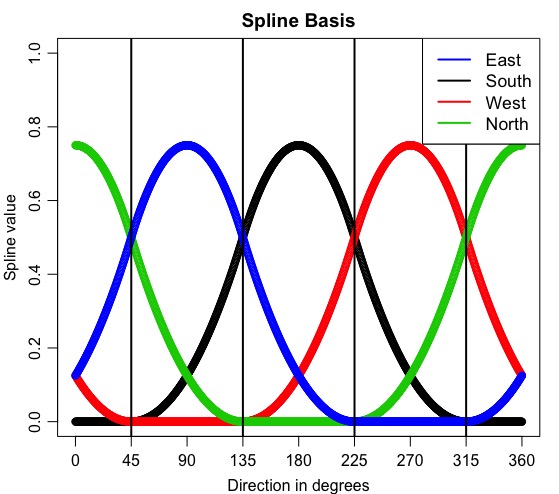 Spline Basis
East
South
West
North
1.0
0.8
0.6
0.4
0.2
0.0
Spline value
0 45 90 135 180 225 270 315 360
Direction in degrees